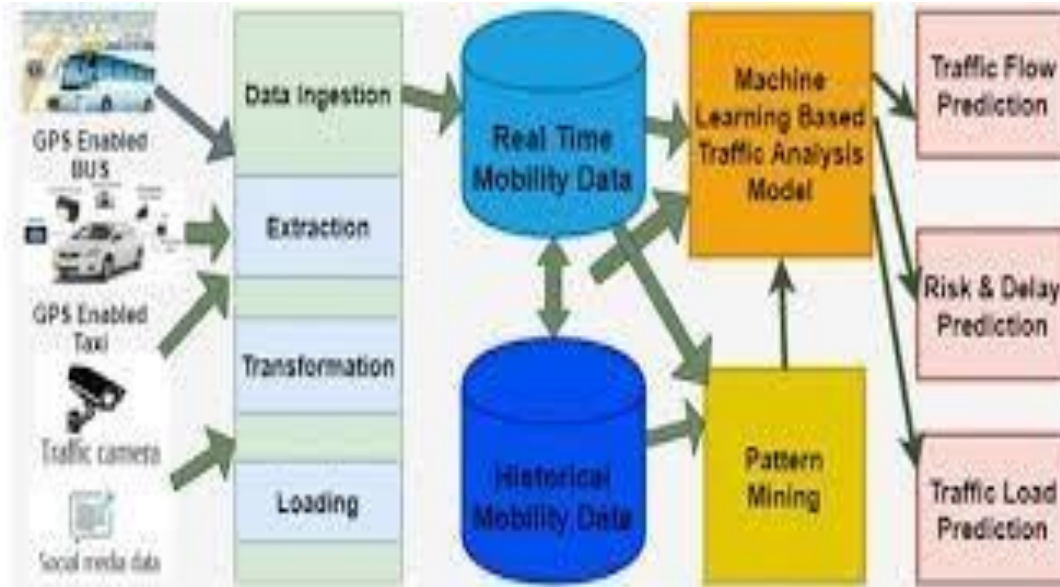 GPS Enabled
BUS
GPS Enabled
Taxi
Traffic camera
Social media data
Data Ingestion
Extraction
Transformation
Loading
Real Time
Mobility Data
Historical
Mobility Data
Machine
Learning Based
Traffic Analysis
Model
Pattern
Mining
Traffic Flow
Prediction
Risk & Delay
Prediction
Traffic Load
Prediction